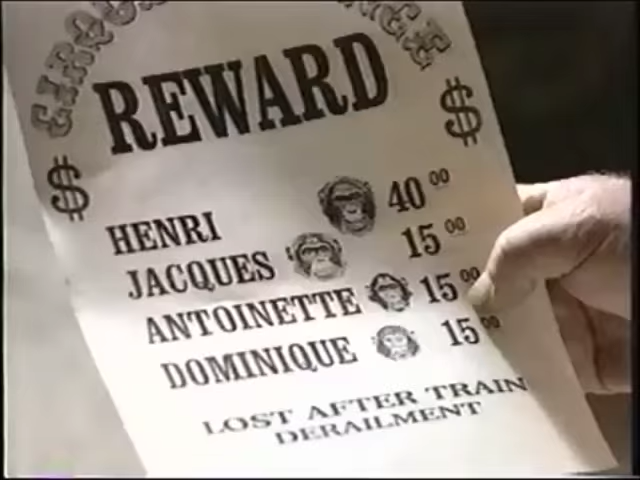 REWARD
$ $
HENRI 40 00
JACQUES 15 00
ANTOINETTE 15 00
DOMINIQUE 15 00
LOST AFTER TRAIN
DERAILMENT